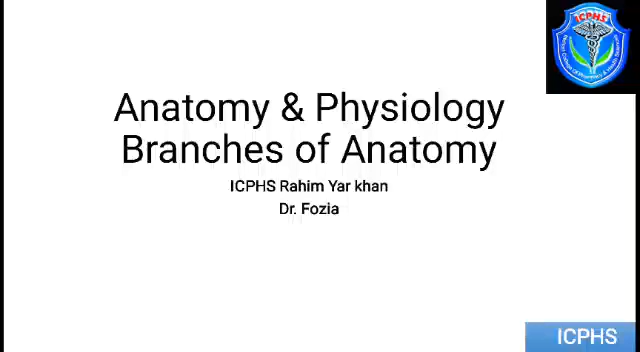 ICPHS
Anatomy & Physiology
Branches of Anatomy
ICPHS Rahim Yar khan
Dr. Fozia
ICPHS